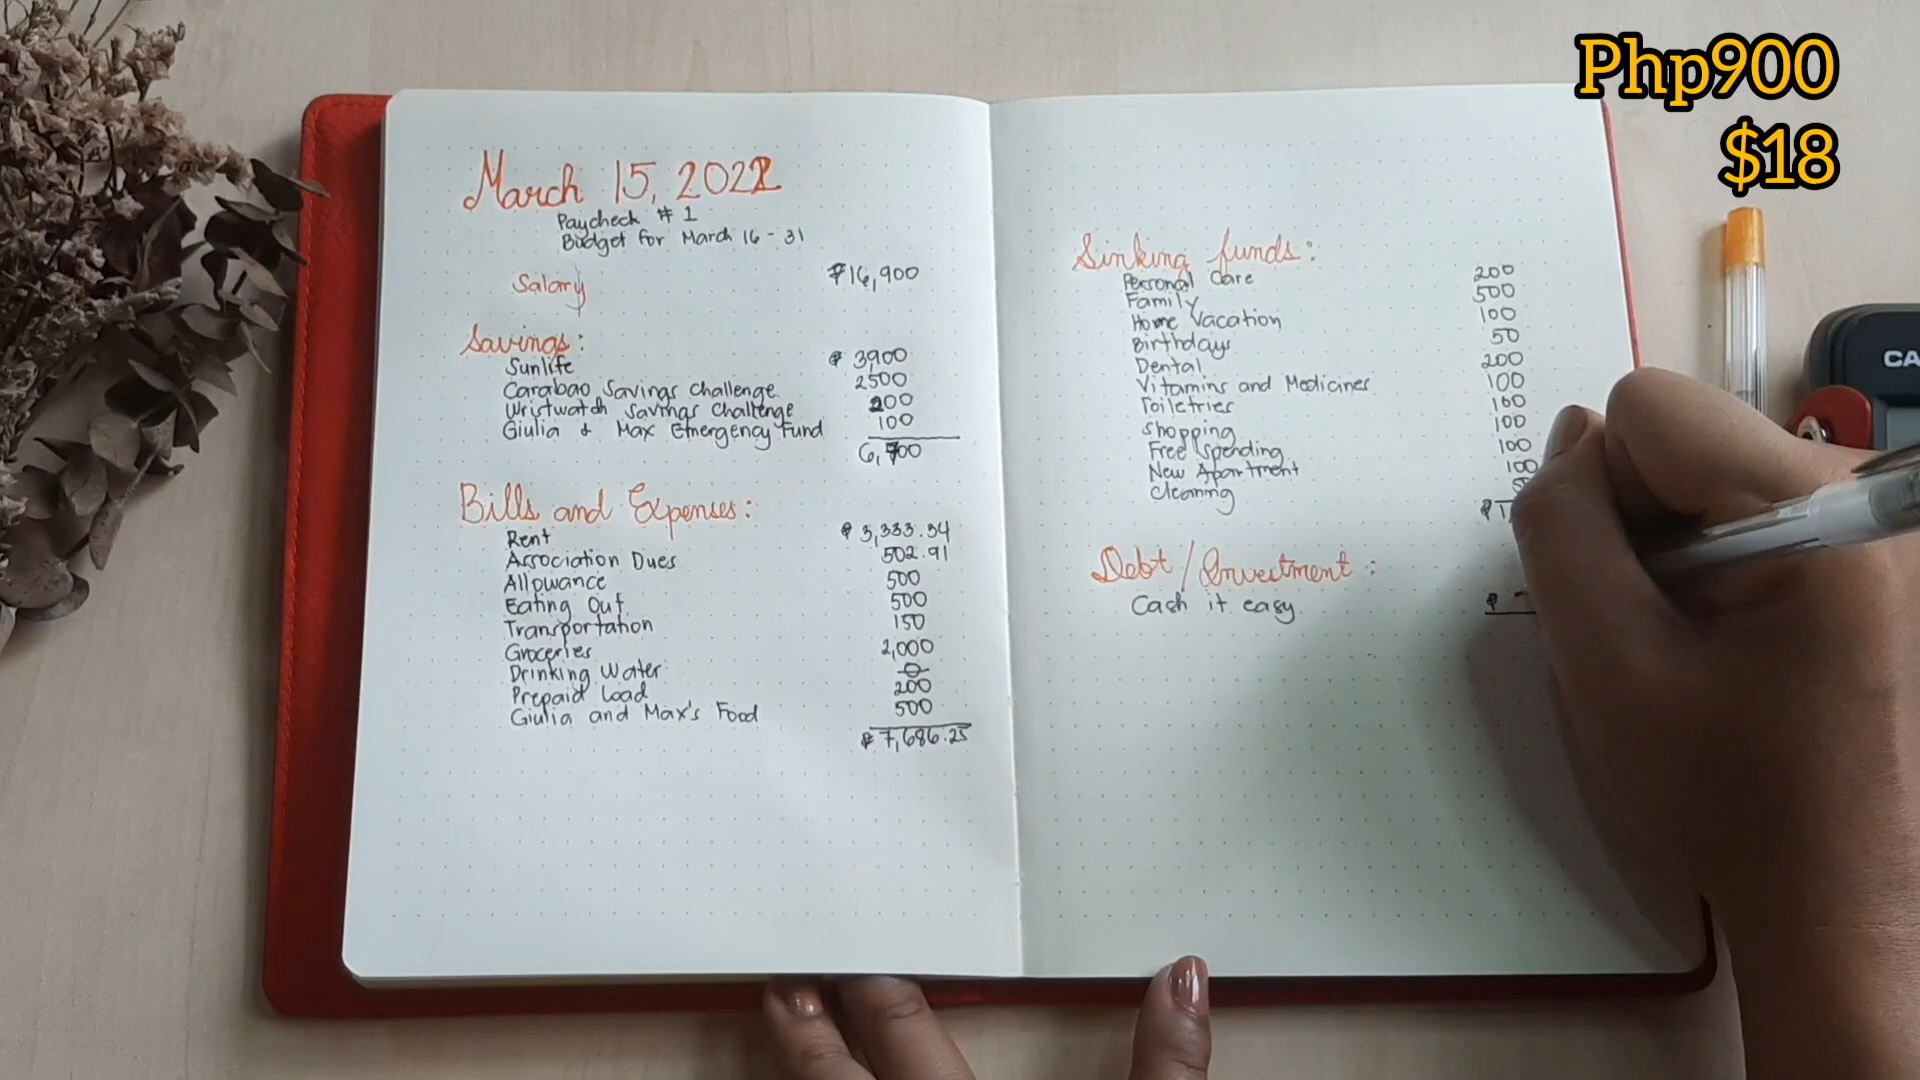 Php900
$18
March 15, 2022
Paycheck # 1
Budget for March 16 - 31
Salary ₱16,900
Savings:
Sunlife ₱ 3900
Carabao Savings Challenge 2500
Wristwatch Savings Challenge 200
Giulia & Max Emergency Fund 100
6,700
Bills and Expenses:
Rent ₱ 3,333.34
Association Dues 502.91
Allowance 500
Eating Out 500
Transportation 150
Groceries 2,000
Drinking Water 0
Prepaid Load 200
Giulia and Max's Food 500
₱ 7,686.25
Sinking funds:
Personal Care 200
Family 500
Home Vacation 100
Birthdays 50
Dental 200
Vitamins and Medicines 100
Toiletries 100
Shopping 100
Free Spending 100
New Apartment 100
Cleaning
₱ 1
Debt / Investment:
Cash it easy ₱
CA